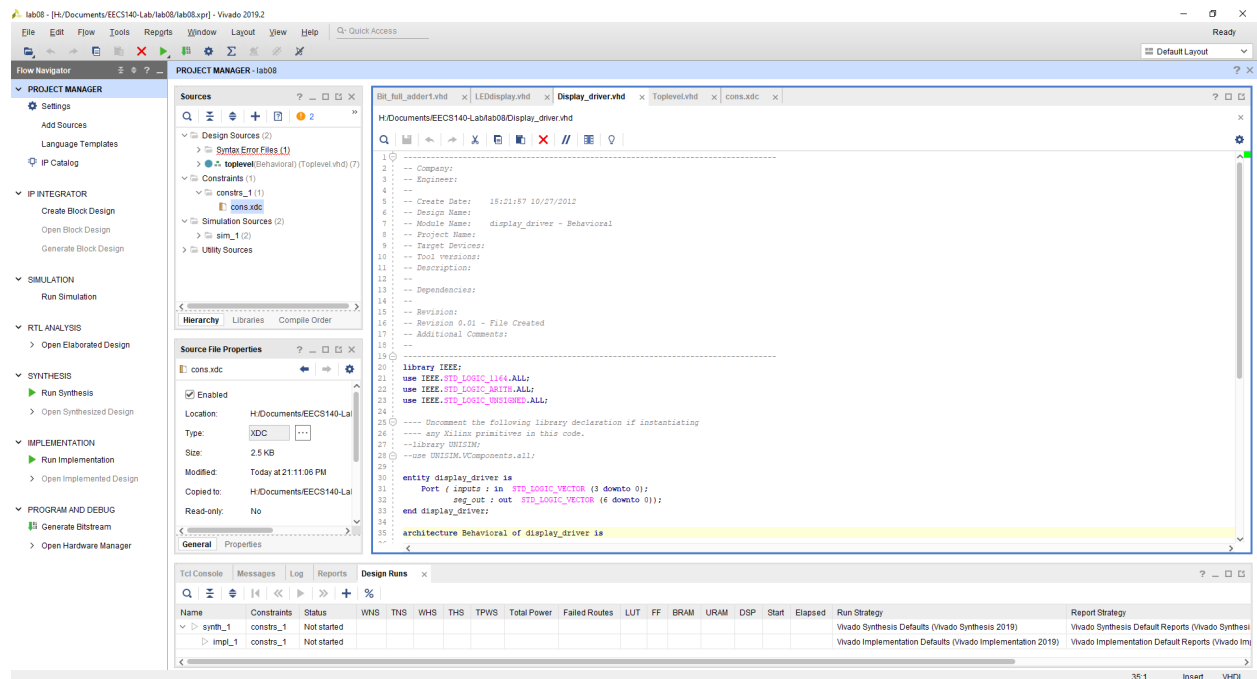 lab08 - [H:/Documents/EECS140-Lab/lab08/lab08.xpr] - Vivado 2019.2
File Edit Flow Tools Reports Window Layout View Help Quick Access Ready
Default Layout
Flow Navigator
PROJECT MANAGER
Settings
Add Sources
Language Templates
IP Catalog
IP INTEGRATOR
Create Block Design
Open Block Design
Generate Block Design
SIMULATION
Run Simulation
RTL ANALYSIS
Open Elaborated Design
SYNTHESIS
Run Synthesis
Open Synthesized Design
IMPLEMENTATION
Run Implementation
Open Implemented Design
PROGRAM AND DEBUG
Generate Bitstream
Open Hardware Manager
PROJECT MANAGER - lab08
Sources
2
Design Sources (2)
Syntax Error Files (1)
toplevel(Behavioral) (Toplevel.vhd) (7)
Constraints (1)
constrs_1 (1)
cons.xdc
Simulation Sources (2)
sim_1 (2)
Utility Sources
Hierarchy Libraries Compile Order
Source File Properties
cons.xdc
Enabled
Location: H:/Documents/EECS140-Lal
Type: XDC
Size: 2.5 KB
Modified: Today at 21:11:06 PM
Copied to: H:/Documents/EECS140-Lal
Read-only: No
General Properties
Bit_full_adder1.vhd LEDdisplay.vhd Display_driver.vhd Toplevel.vhd cons.xdc
H:/Documents/EECS140-Lab/lab08/Display_driver.vhd
1 ----------------------------------------------------------------------------------
2 -- Company:
3 -- Engineer:
4 --
5 -- Create Date:    15:21:57 10/27/2012
6 -- Design Name:
7 -- Module Name:    display_driver - Behavioral
8 -- Project Name:
9 -- Target Devices:
10 -- Tool versions:
11 -- Description:
12 --
13 -- Dependencies:
14 --
15 -- Revision:
16 -- Revision 0.01 - File Created
17 -- Additional Comments:
18 --
19 ----------------------------------------------------------------------------------
20 library IEEE;
21 use IEEE.STD_LOGIC_1164.ALL;
22 use IEEE.STD_LOGIC_ARITH.ALL;
23 use IEEE.STD_LOGIC_UNSIGNED.ALL;
24
25 ---- Uncomment the following library declaration if instantiating
26 ---- any Xilinx primitives in this code.
27 --library UNISIM;
28 --use UNISIM.VComponents.all;
29
30 entity display_driver is
31 Port ( inputs : in  STD_LOGIC_VECTOR (3 downto 0);
32 seg_out : out  STD_LOGIC_VECTOR (6 downto 0));
33 end display_driver;
34
35 architecture Behavioral of display_driver is
Tcl Console Messages Log Reports Design Runs
Name Constraints Status WNS TNS WHS THS TPWS Total Power Failed Routes LUT FF BRAM URAM DSP Start Elapsed Run Strategy Report Strategy
synth_1 constrs_1 Not started Vivado Synthesis Defaults (Vivado Synthesis 2019) Vivado Synthesis Default Reports (Vivado Synthesi
impl_1 constrs_1 Not started Vivado Implementation Defaults (Vivado Implementation 2019) Vivado Implementation Default Reports (Vivado Im
35:1 Insert VHDL